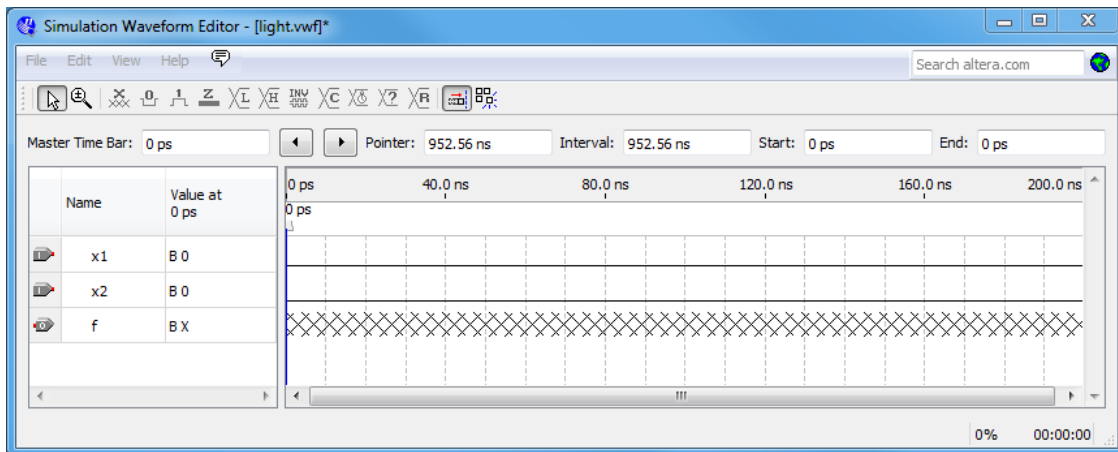 Simulation Waveform Editor - [light.vwf]*
File Edit View Help
Search altera.com
Master Time Bar: 0 ps Pointer: 952.56 ns Interval: 952.56 ns Start: 0 ps End: 0 ps
Name Value at 0 ps
0 ps 40.0 ns 80.0 ns 120.0 ns 160.0 ns 200.0 ns
0 ps
x1 B 0
x2 B 0
f B X
0% 00:00:00